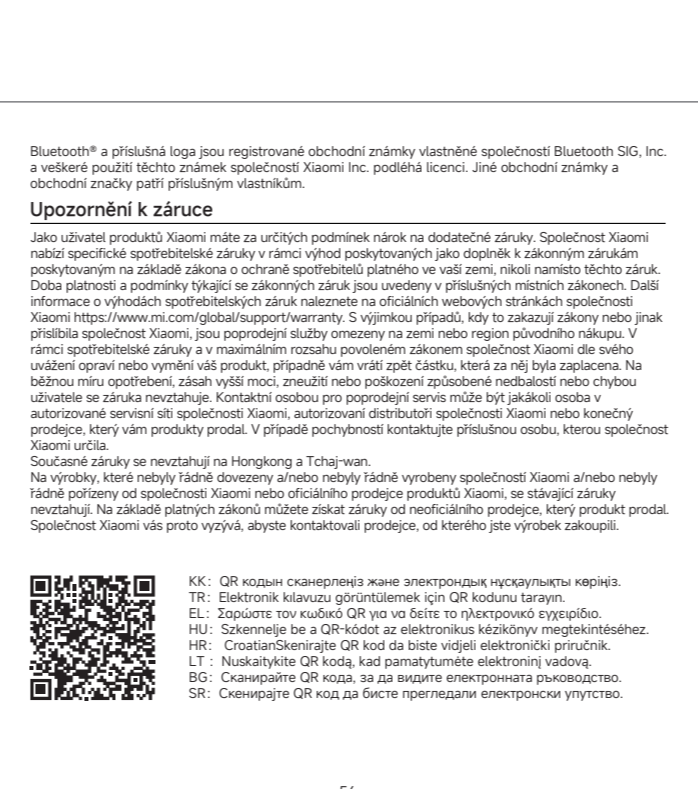 Bluetooth® a příslušná loga jsou registrované obchodní známky vlastněné společností Bluetooth SIG, Inc.
a veškeré použití těchto známek společností Xiaomi Inc. podléhá licenci. Jiné obchodní známky a
obchodní značky patří příslušným vlastníkům.
Upozornění k záruce
Jako uživatel produktů Xiaomi máte za určitých podmínek nárok na dodatečné záruky. Společnost Xiaomi
nabízí specifické spotřebitelské záruky v rámci výhod poskytovaných jako doplněk k zákonným zárukám
poskytovaným na základě zákona o ochraně spotřebitelů platného ve vaší zemi, nikoli namísto těchto záruk.
Doba platnosti a podmínky týkající se zákonných záruk jsou uvedeny v příslušných místních zákonech. Další
informace o výhodách spotřebitelských záruk naleznete na oficiálních webových stránkách společnosti
Xiaomi https://www.mi.com/global/support/warranty. S výjimkou případů, kdy to zakazují zákony nebo jinak
přislíbila společnost Xiaomi, jsou poprodejní služby omezeny na zemi nebo region původního nákupu. V
rámci spotřebitelské záruky a v maximálním rozsahu povoleném zákonem společnost Xiaomi dle svého
uvážení opraví nebo vymění váš produkt, případně vám vrátí zpět částku, která za něj byla zaplacena. Na
běžnou míru opotřebení, zásah vyšší moci, zneužití nebo poškození způsobené nedbalostí nebo chybou
uživatele se záruka nevztahuje. Kontaktní osobou pro poprodejní servis může být jakákoli osoba v
autorizované servisní síti společnosti Xiaomi, autorizovaní distributoři společnosti Xiaomi nebo konečný
prodejce, který vám produkty prodal. V případě pochybností kontaktujte příslušnou osobu, kterou společnost
Xiaomi určila.
Současné záruky se nevztahují na Hongkong a Tchaj-wan.
Na výrobky, které nebyly řádně dovezeny a/nebo nebyly řádně vyrobeny společností Xiaomi a/nebo nebyly
řádně pořízeny od společnosti Xiaomi nebo oficiálního prodejce produktů Xiaomi, se stávající záruky
nevztahují. Na základě platných zákonů můžete získat záruky od neoficiálního prodejce, který produkt prodal.
Společnost Xiaomi vás proto vyzývá, abyste kontaktovali prodejce, od kterého jste výrobek zakoupili.
KK: QR кодын сканерлеңіз және электрондық нұсқаулықты көріңіз.
TR: Elektronik kılavuzu görüntülemek için QR kodunu tarayın.
EL: Σαρώστε τον κωδικό QR για να δείτε το ηλεκτρονικό εγχειρίδιο.
HU: Szkennelje be a QR-kódot az elektronikus kézikönyv megtekintéséhez.
HR: CroatianSkenirajte QR kod da biste vidjeli elektronički priručnik.
LT : Nuskaitykite QR kodą, kad pamatytumėte elektroninį vadovą.
BG: Сканирайте QR кода, за да видите електронната ръководство.
SR: Скенирајте QR код да бисте прегледали електронски упутство.